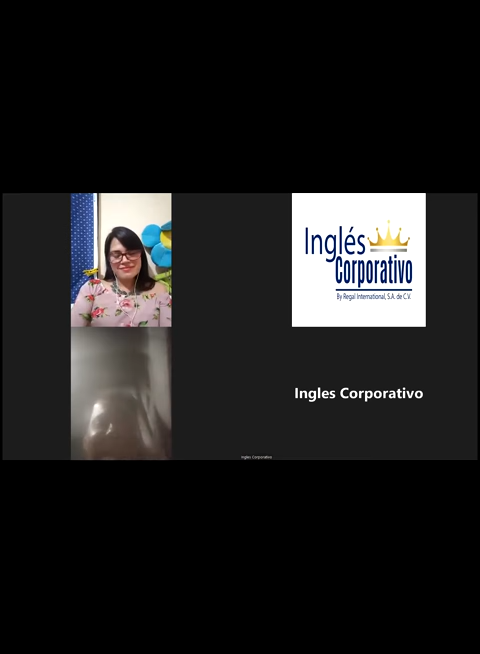 Inglés
Corporativo
By Regal International, S.A. de C.V.
Ingles Corporativo
Ingles Corporativo